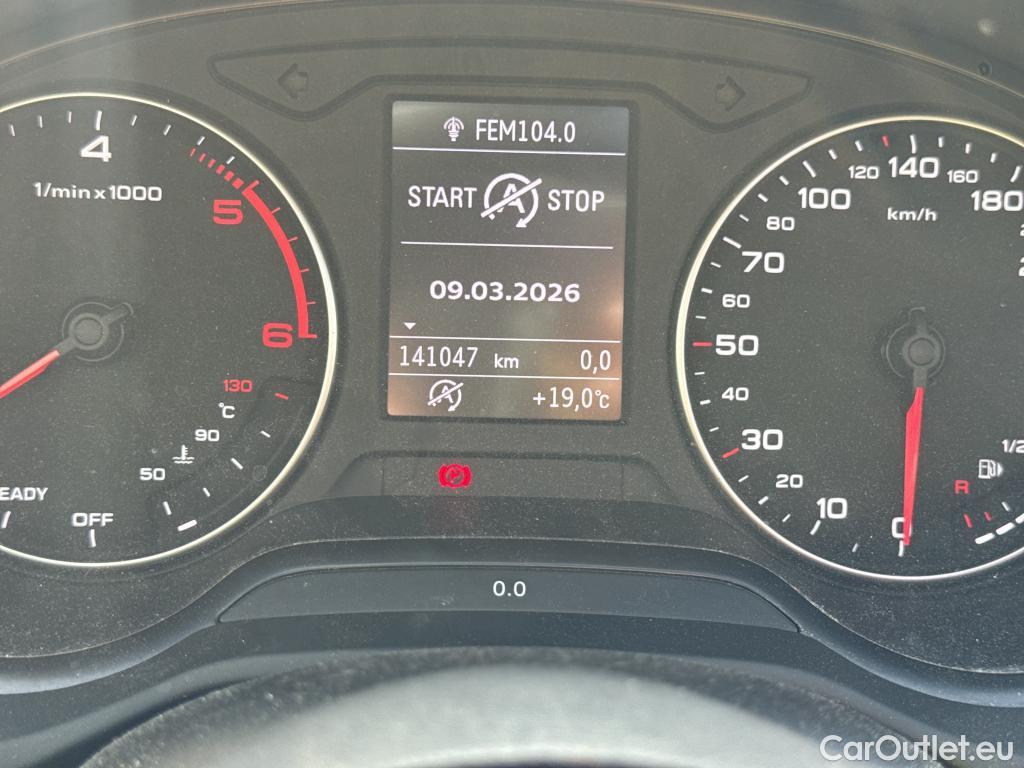 FEM104.0
START A STOP
09.03.2026
141047 km 0,0
+19,0°C
4
1/min x 1000
5
6
130
°C
90
50
EADY
OFF
120 140 160
100 180
km/h
80
70
60
50
40
30
20
10
0
1/2
R
0.0
CarOutlet.eu